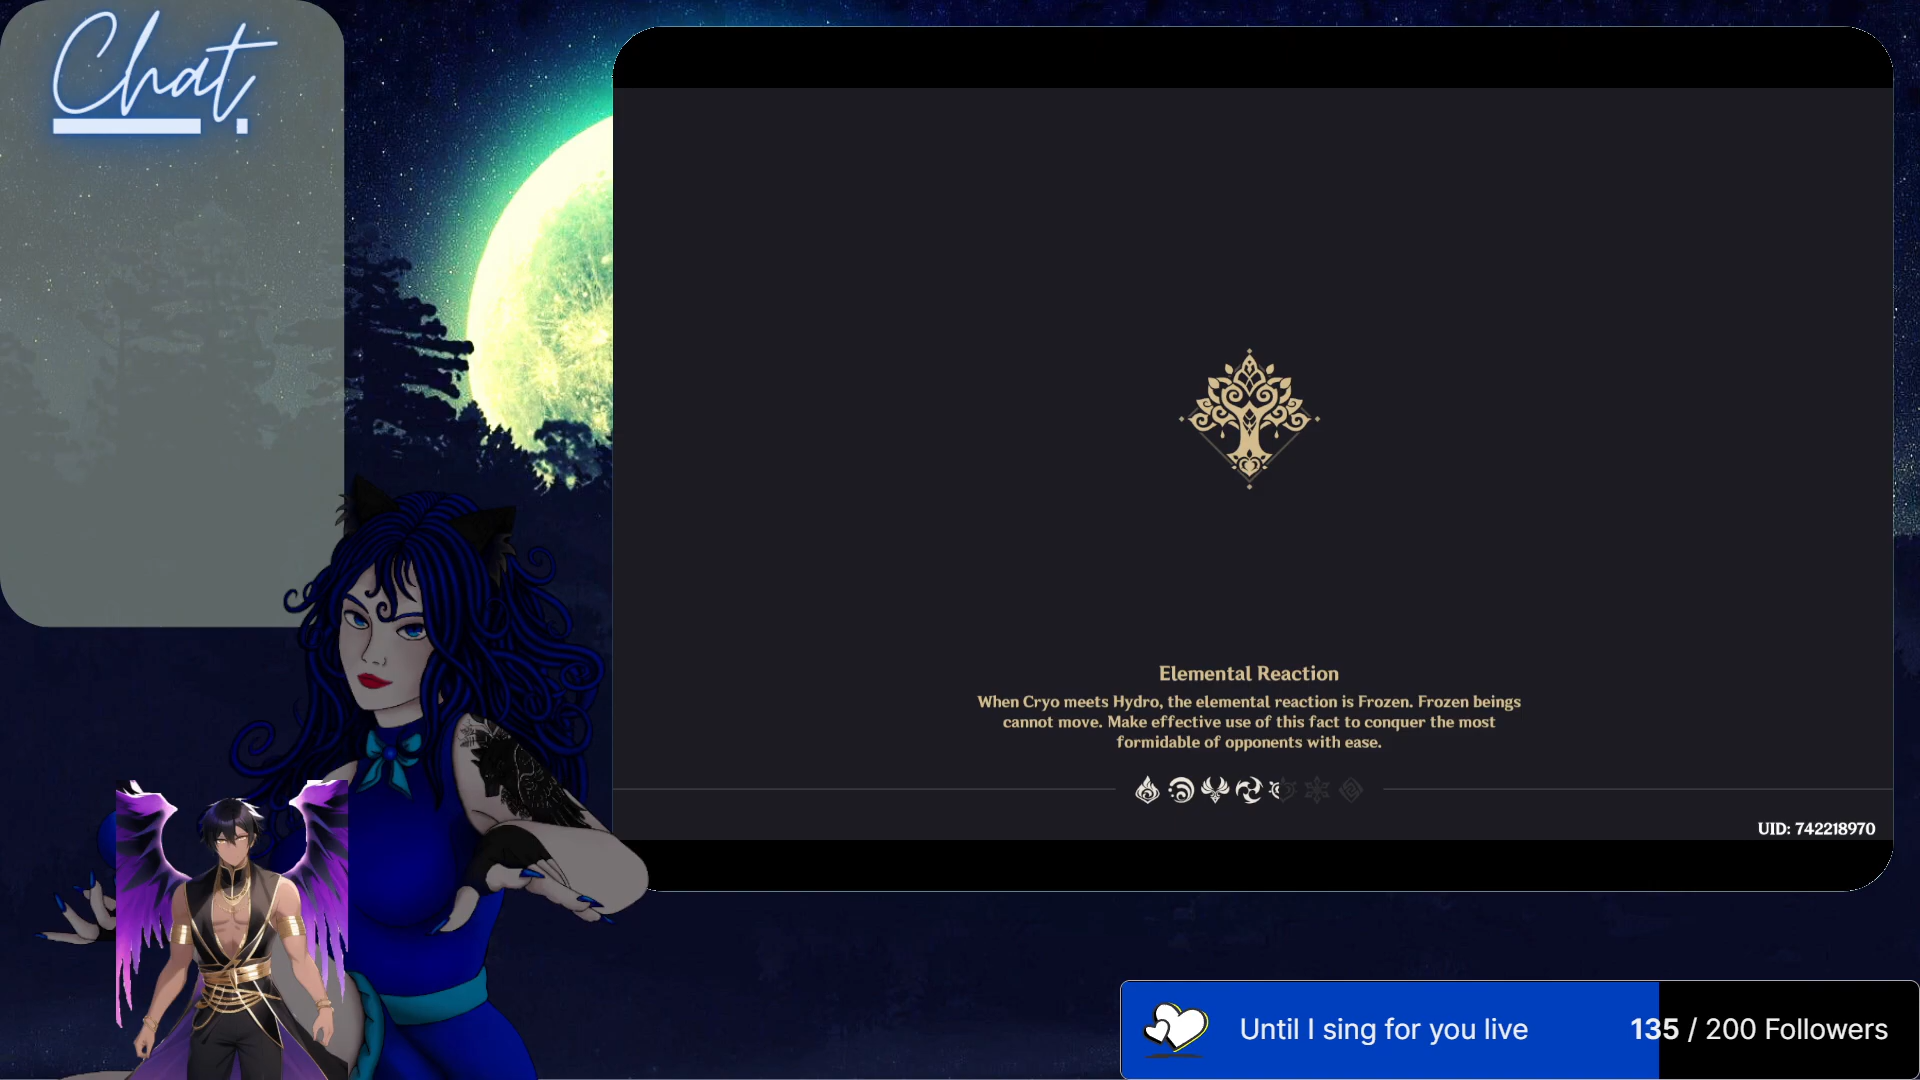 Chat
Elemental Reaction
When Cryo meets Hydro, the elemental reaction is Frozen. Frozen beings
cannot move. Make effective use of this fact to conquer the most
formidable of opponents with ease.
UID: 742218970
Until I sing for you live 135 / 200 Followers